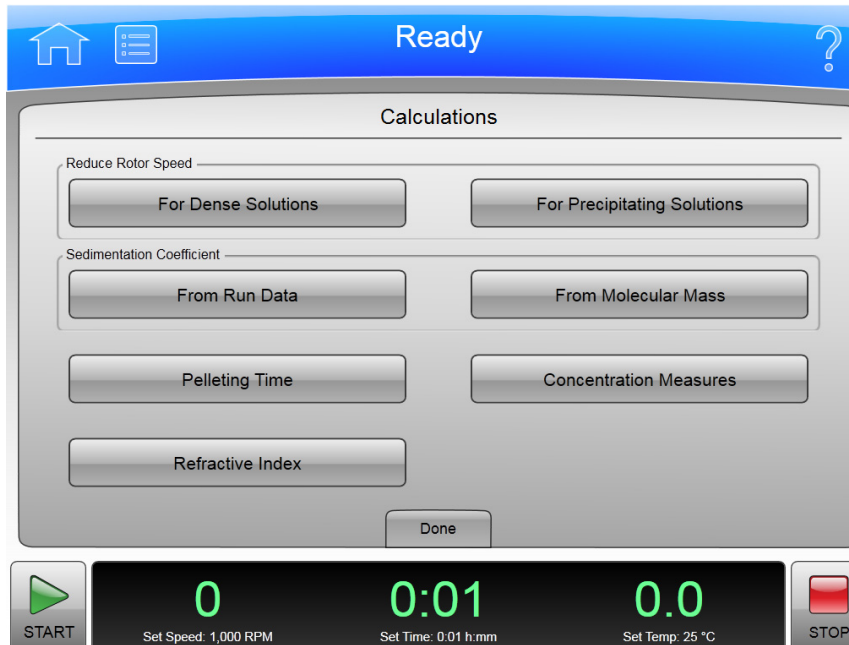 Ready
?
Calculations
Reduce Rotor Speed
For Dense Solutions
For Precipitating Solutions
Sedimentation Coefficient
From Run Data
From Molecular Mass
Pelleting Time
Concentration Measures
Refractive Index
Done
0
0:01
0.0
START
Set Speed: 1,000 RPM
Set Time: 0:01 h:mm
Set Temp: 25 °C
STOP